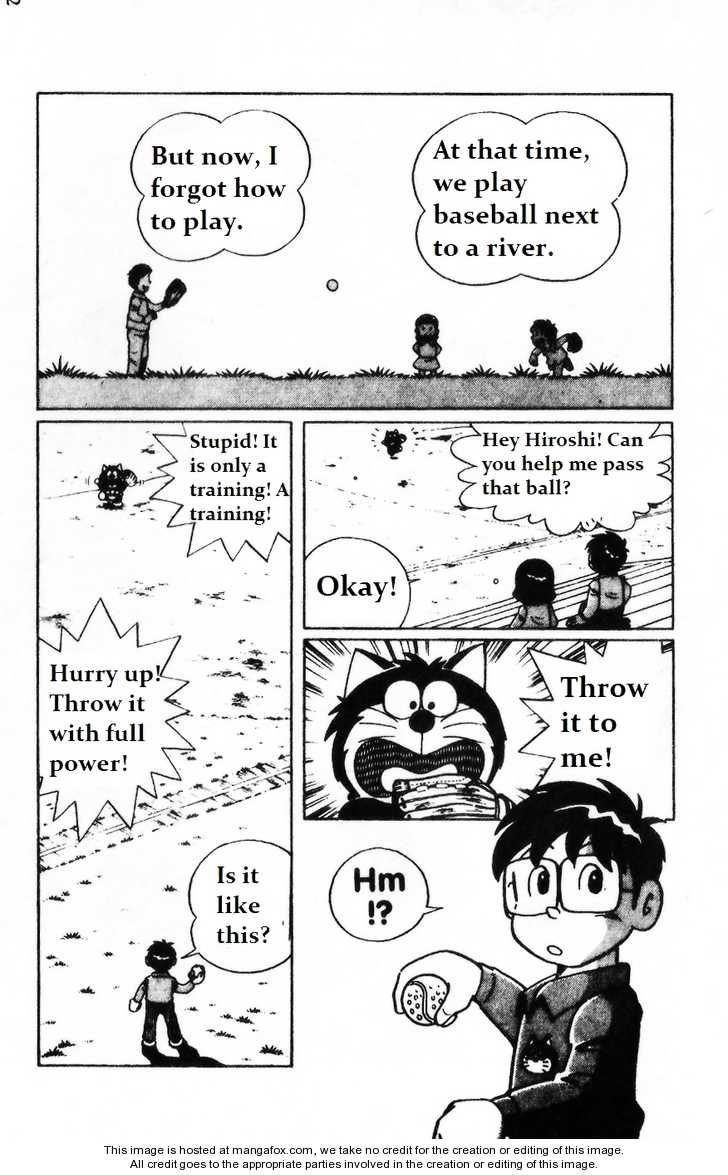 At that time,
we play
baseball next
to a river.
But now, I
forgot how
to play.
Hey Hiroshi! Can
you help me pass
that ball?
Okay!
Throw
it to
me!
Hm
!?
Stupid! It
is only a
training! A
training!
Hurry up!
Throw it
with full
power!
Is it
like
this?
This image is hosted at mangafox.com, we take no credit for the creation or editing of this image.
All credit goes to the appropriate parties involved in the creation or editing of this image.